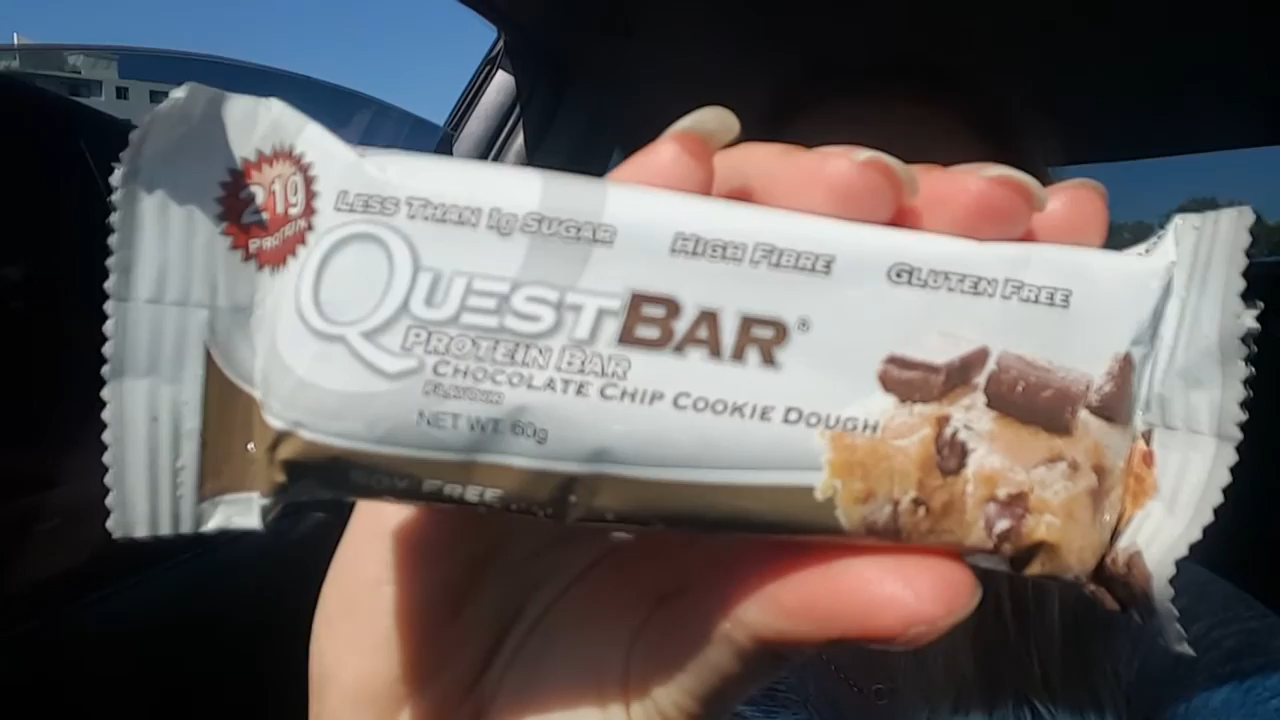 21g
PROTEIN
LESS THAN 1g SUGAR
HIGH FIBRE
GLUTEN FREE
QUESTBAR®
PROTEIN BAR
CHOCOLATE CHIP COOKIE DOUGH
FLAVOUR
NET WT. 60g
SOY FREE